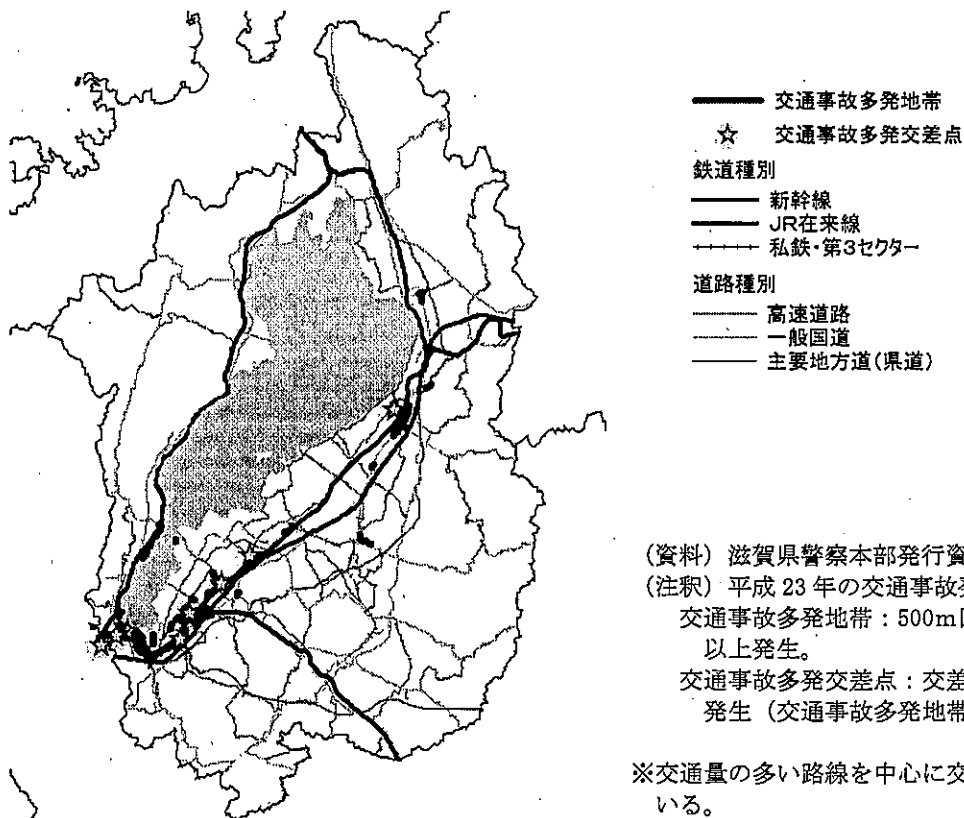 交通事故多発地帯
交通事故多発交差点
鉄道種別
新幹線
JR在来線
私鉄・第3セクター
道路種別
高速道路
一般国道
主要地方道(県道)
(資料) 滋賀県警察本部発行資
(注釈) 平成 23 年の交通事故発
交通事故多発地帯:500m
以上発生。
交通事故多発交差点:交差
発生(交通事故多発地帯
※交通量の多い路線を中心に交
いる。